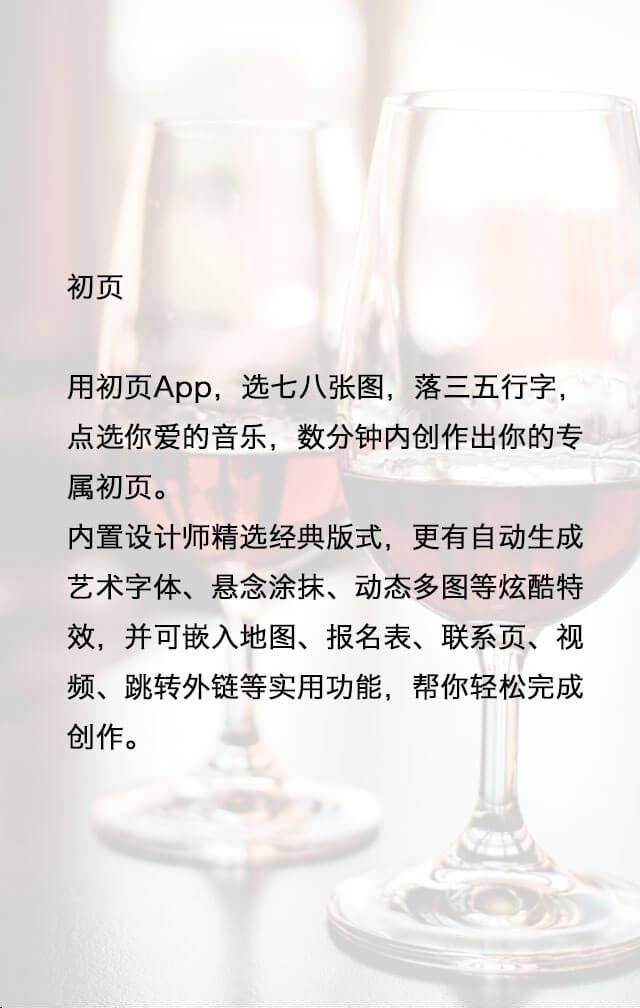 初页
用初页App，选七八张图，落三五行字，
点选你爱的音乐，数分钟内创作出你的专
属初页。
内置设计师精选经典版式，更有自动生成
艺术字体、悬念涂抹、动态多图等炫酷特
效，并可嵌入地图、报名表、联系页、视
频、跳转外链等实用功能，帮你轻松完成
创作。